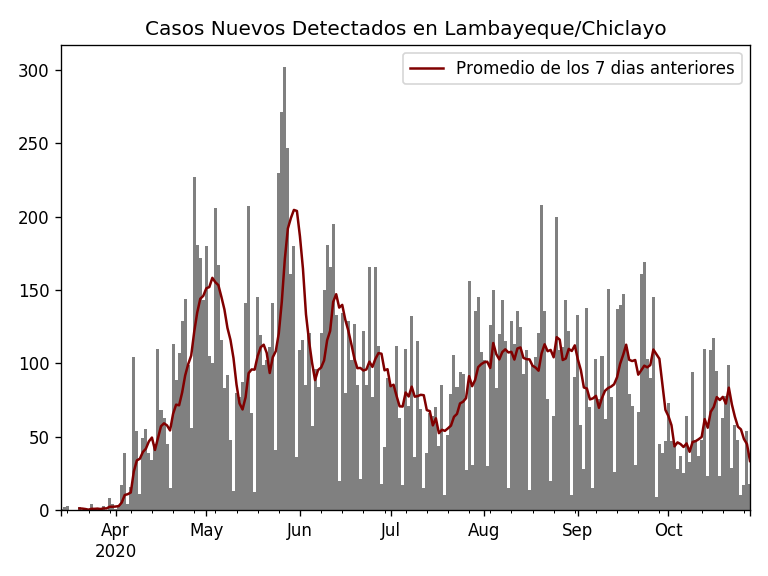 Casos Nuevos Detectados en Lambayeque/Chiclayo
Promedio de los 7 dias anteriores
300
250
200
150
100
50
0
Apr May Jun Jul Aug Sep Oct
2020